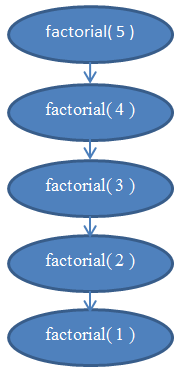 factorial( 5 )
factorial( 4 )
factorial( 3 )
factorial( 2 )
factorial( 1 )